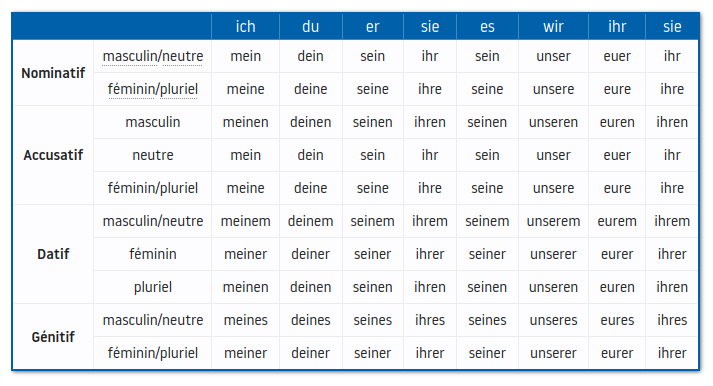 ich du er sie es wir ihr sie
Nominatif masculin/neutre mein dein sein ihr sein unser euer ihr
féminin/pluriel meine deine seine ihre seine unsere eure ihre
Accusatif masculin meinen deinen seinen ihren seinen unseren euren ihren
neutre mein dein sein ihr sein unser euer ihr
féminin/pluriel meine deine seine ihre seine unsere eure ihre
Datif masculin/neutre meinem deinem seinem ihrem seinem unserem eurem ihrem
féminin meiner deiner seiner ihrer seiner unserer eurer ihrer
pluriel meinen deinen seinen ihren seinen unseren euren ihren
Génitif masculin/neutre meines deines seines ihres seines unseres eures ihres
féminin/pluriel meiner deiner seiner ihrer seiner unserer eurer ihrer